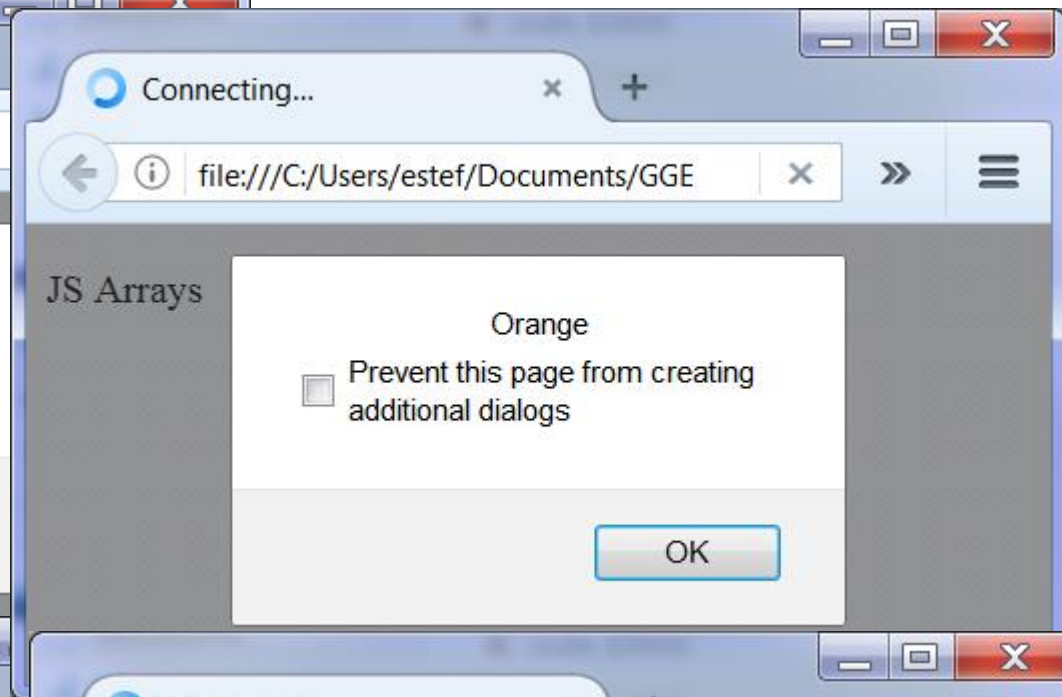 Connecting...
file:///C:/Users/estef/Documents/GGE
JS Arrays
Orange
Prevent this page from creating
additional dialogs
OK